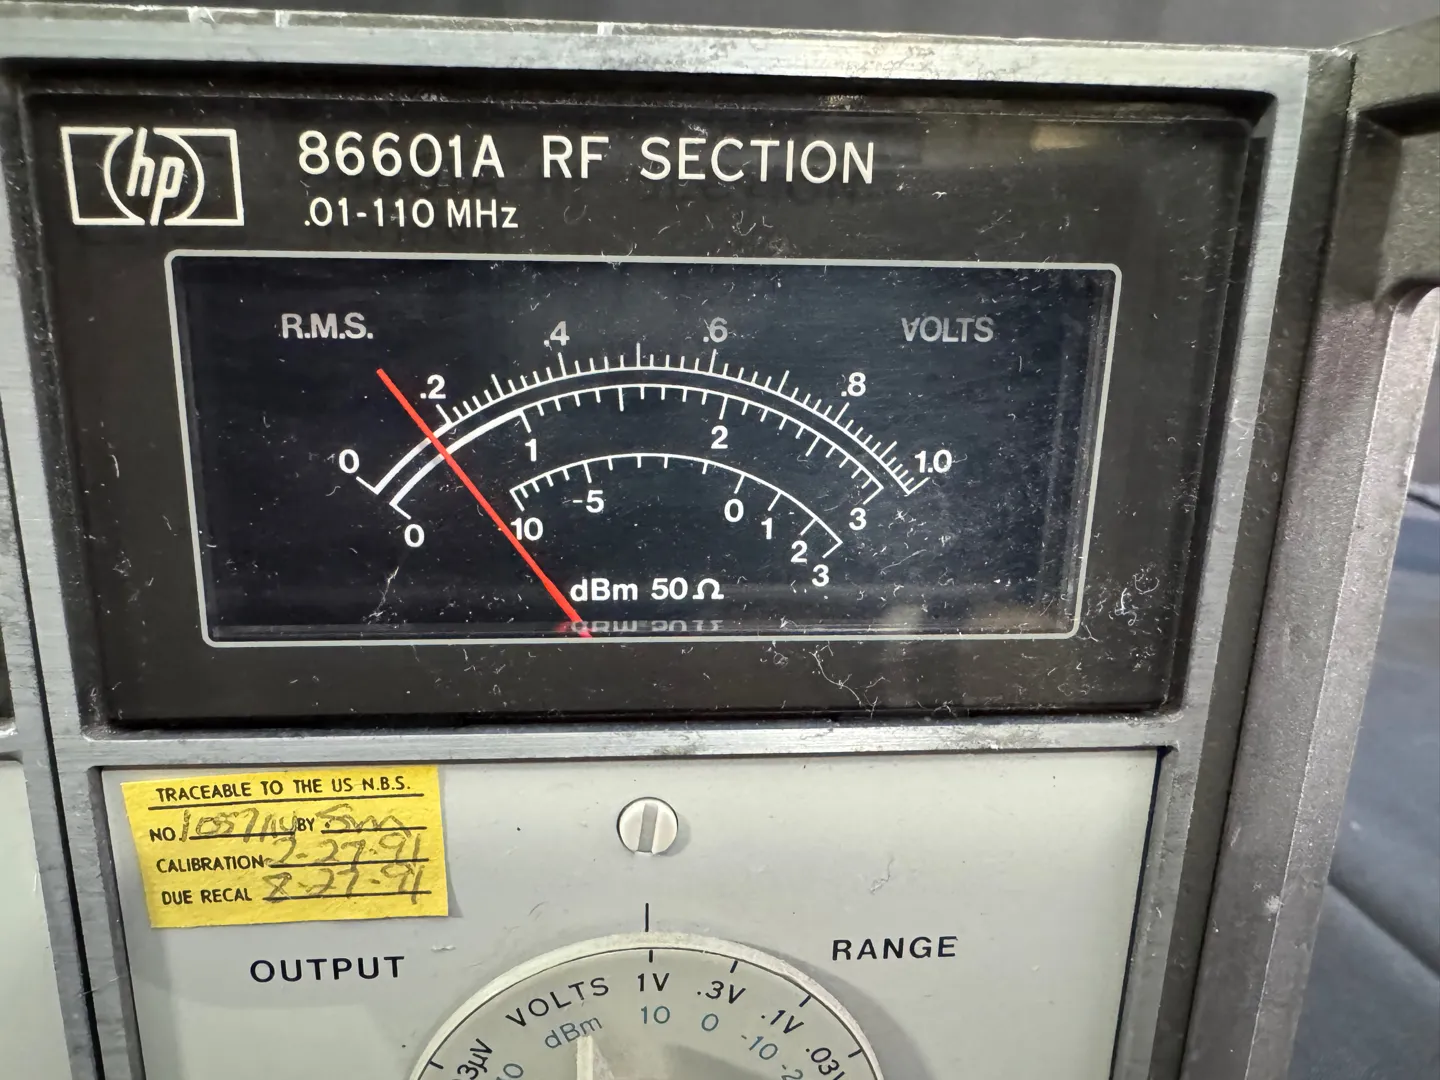 hp
86601A RF SECTION
.01-110 MHz
R.M.S.
VOLTS
0 .2 .4 .6 .8 1.0
0 1 2 3
10 -5 0 1 2 3
dBm 50Ω
TRACEABLE TO THE US N.B.S.
NO. BY
CALIBRATION 2-27-91
DUE RECAL 8-27-91
OUTPUT
RANGE
VOLTS 1V .3V .1V
dBm 10 0 -10